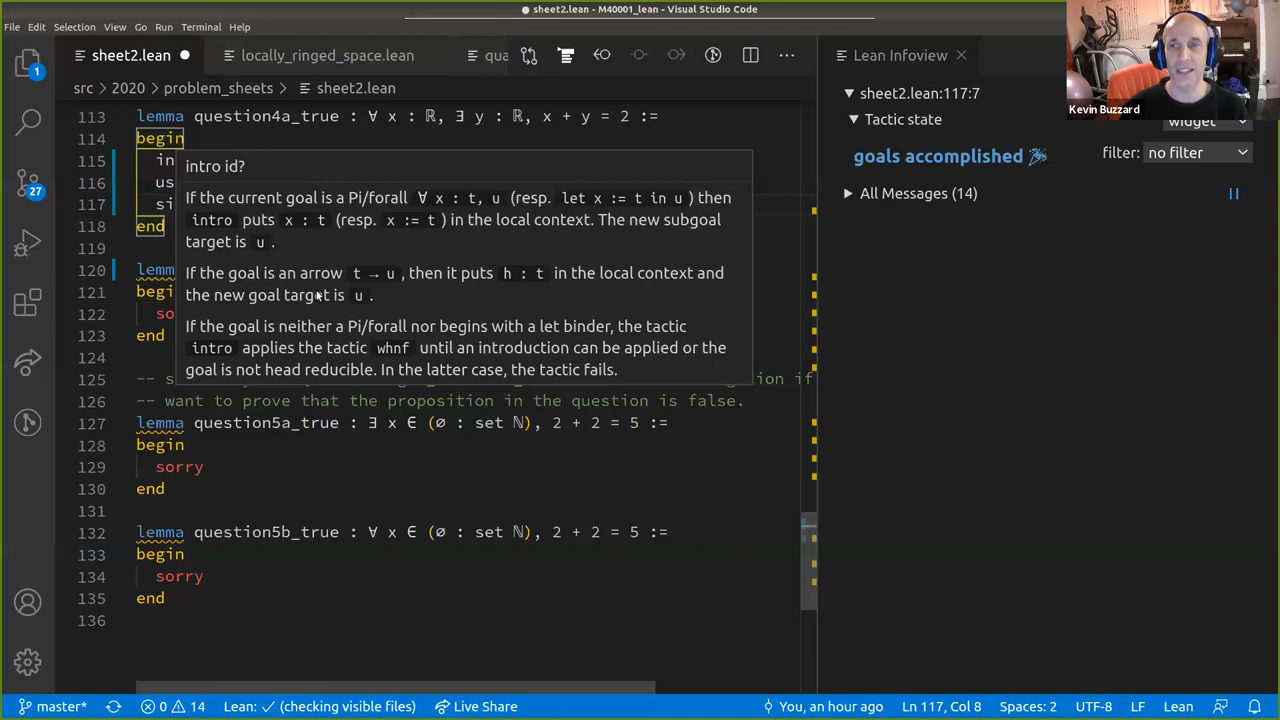 ● sheet2.lean - M40001_lean - Visual Studio Code
File Edit Selection View Go Run Terminal Help
sheet2.lean ●
locally_ringed_space.lean
qua
Lean Infoview
src > 2020 > problem_sheets > sheet2.lean
sheet2.lean:117:7
Kevin Buzzard
Tactic state
widget
goals accomplished 🎉
filter: no filter
All Messages (14)
113 lemma question4a_true : ∀ x : ℝ, ∃ y : ℝ, x + y = 2 :=
114 begin
115 in
116 us
117 si
118 end
119
120 lemm
121 begi
122 so
123 end
124
intro id?
If the current goal is a Pi/forall ∀ x : t, u (resp. let x := t in u ) then
intro puts x : t (resp. x := t ) in the local context. The new subgoal
target is u .
If the goal is an arrow t → u , then it puts h : t in the local context and
the new goal target is u .
If the goal is neither a Pi/forall nor begins with a let binder, the tactic
intro applies the tactic whnf until an introduction can be applied or the
goal is not head reducible. In the latter case, the tactic fails.
125 -- s
126 -- want to prove that the proposition in the question is false.
127 lemma question5a_true : ∃ x ∈ (∅ : set ℕ), 2 + 2 = 5 :=
128 begin
129 sorry
130 end
131
132 lemma question5b_true : ∀ x ∈ (∅ : set ℕ), 2 + 2 = 5 :=
133 begin
134 sorry
135 end
136
1
27
master* 0 14 Lean: ✓ (checking visible files) Live Share You, an hour ago Ln 117, Col 8 Spaces: 2 UTF-8 LF Lean